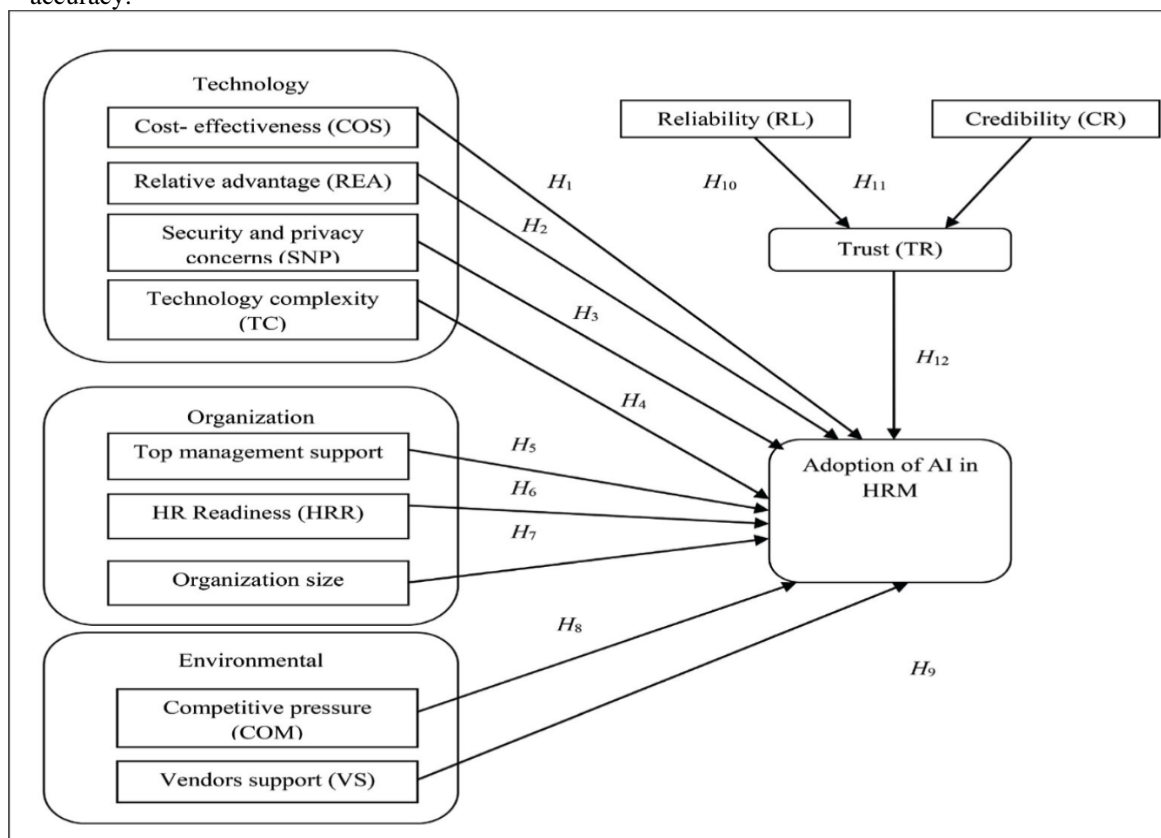 accuracy.
Technology
Cost- effectiveness (COS)
Relative advantage (REA)
Security and privacy
concerns (SNP)
Technology complexity
(TC)
Organization
Top management support
HR Readiness (HRR)
Organization size
Environmental
Competitive pressure
(COM)
Vendors support (VS)
H1
H2
H3
H4
H5
H6
H7
H8
H9
Reliability (RL)
Credibility (CR)
H10
H11
Trust (TR)
H12
Adoption of AI in
HRM